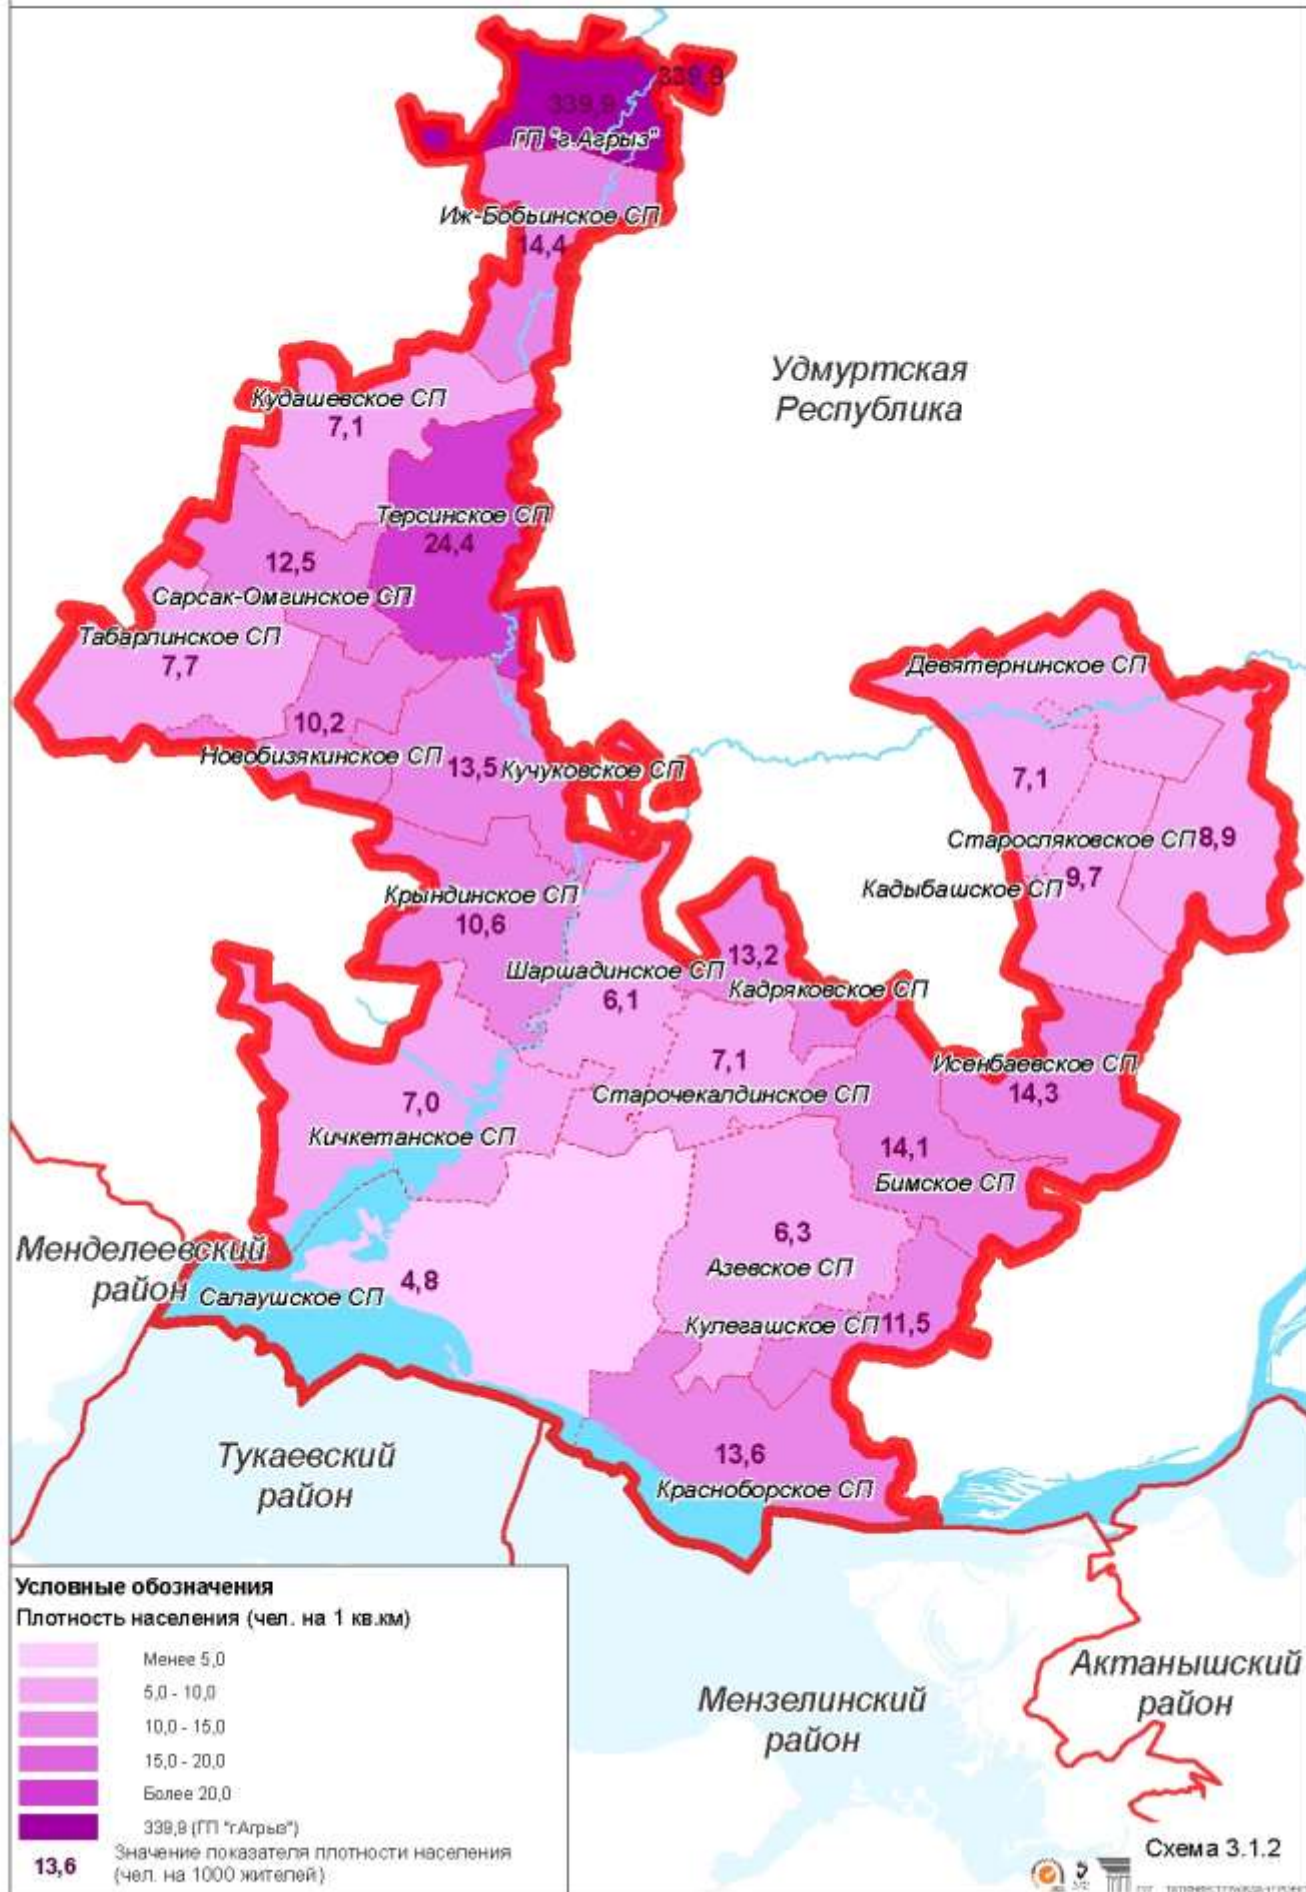 339,9
339,9
ГП "г.Агрыз"
Иж-Бобьинское СП
14,4
Удмуртская
Республика
Кудашевское СП
7,1
Терсинское СП
24,4
12,5
Сарсак-Омгинское СП
Табарлинское СП
7,7
Девятернинское СП
10,2
Новобизякинское СП
13,5
Кучуковское СП
7,1
Старосляковское СП
8,9
Кадыбашское СП
9,7
Крындинское СП
10,6
13,2
Шаршадинское СП
6,1
Кадряковское СП
7,1
Старочекалдинское СП
Исенбаевское СП
14,3
7,0
Кичкетанское СП
14,1
Бимское СП
6,3
Азевское СП
Менделеевский
район
4,8
Салаушское СП
Кулегашское СП
11,5
13,6
Красноборское СП
Тукаевский
район
Мензелинский
район
Актанышский
район
Условные обозначения
Плотность населения (чел. на 1 кв.км)
Менее 5,0
5,0 - 10,0
10,0 - 15,0
15,0 - 20,0
Более 20,0
339,9 (ГП "гАгрыз")
13,6
Значение показателя плотности населения
(чел. на 1000 жителей)
Схема 3.1.2